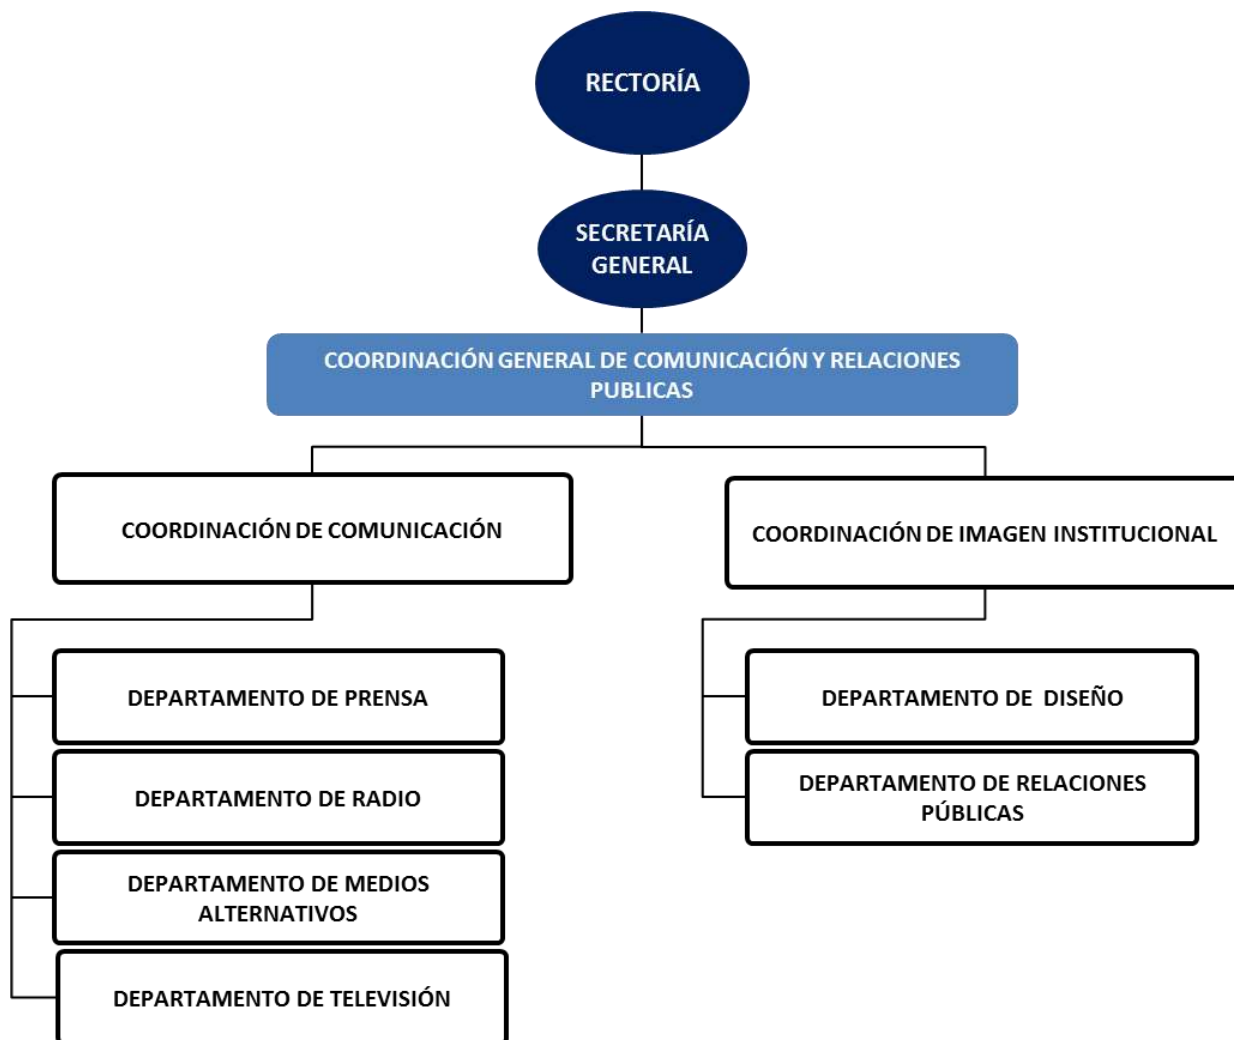 RECTORÍA
SECRETARÍA
GENERAL
COORDINACIÓN GENERAL DE COMUNICACIÓN Y RELACIONES
PUBLICAS
COORDINACIÓN DE COMUNICACIÓN
DEPARTAMENTO DE PRENSA
DEPARTAMENTO DE RADIO
DEPARTAMENTO DE MEDIOS
ALTERNATIVOS
DEPARTAMENTO DE TELEVISIÓN
COORDINACIÓN DE IMAGEN INSTITUCIONAL
DEPARTAMENTO DE DISEÑO
DEPARTAMENTO DE RELACIONES
PÚBLICAS